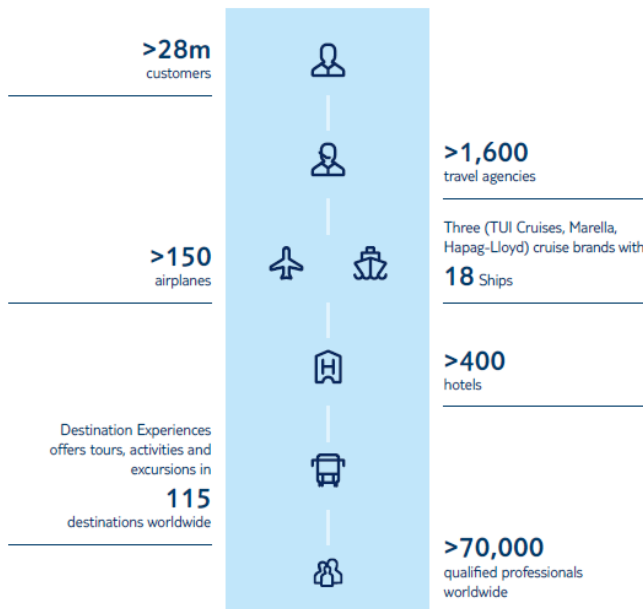 >28m
customers
>1,600
travel agencies
>150
airplanes
Three (TUI Cruises, Marella,
Hapag-Lloyd) cruise brands with
18 Ships
H
>400
hotels
Destination Experiences
offers tours, activities and
excursions in
115
destinations worldwide
>70,000
qualified professionals
worldwide